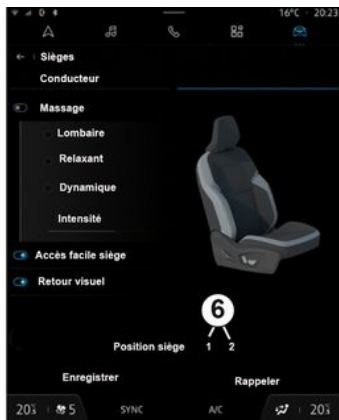 16°C · 20:23
Sièges
Conducteur
Massage
Lombaire
Relaxant
Dynamique
Intensité
Accès facile siège
Retour visuel
6
Position siège 1 2
Enregistrer Rappeler
5 SYNC A/C